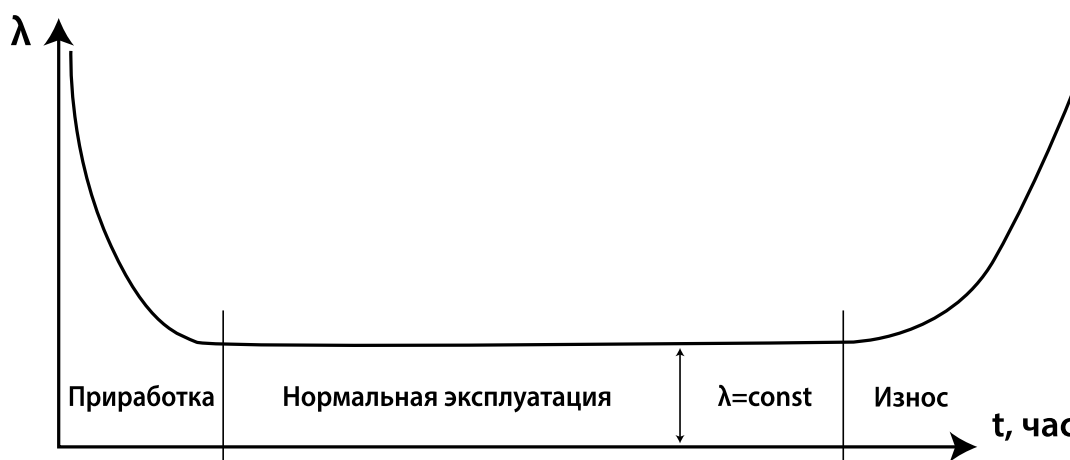 λ
Приработка
Нормальная эксплуатация
λ=const
Износ
t, час